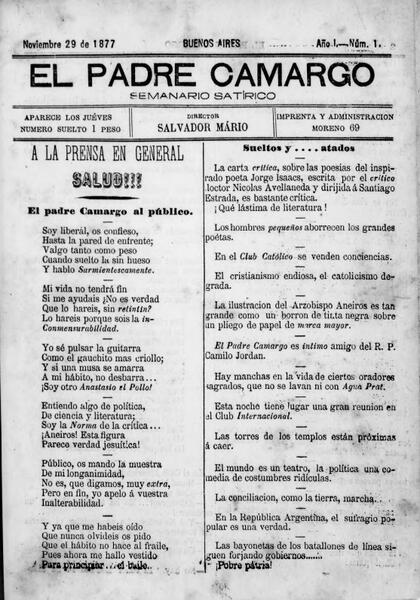 Noviembre 29 de 1877
BUENOS AIRES
Año I.—Núm. 1.
EL PADRE CAMARGO
SEMANARIO SATÍRICO
APARECE LOS JUÉVES
NUMERO SUELTO 1 PESO
DIRECTOR
SALVADOR MÁRIO
IMPRENTA Y ADMINISTRACION
MORENO 69
A LA PRENSA EN GENERAL
SALUD!!!
El padre Camargo al público.
Soy liberal, os confieso,
Hasta la pared de enfrente;
Valgo tanto como peso
Cuando suelto la sin hueso
Y hablo Sarmientescamente.
Mi vida no tendrá fin
Si me ayudais ¡No es verdad
Que lo hareis, sin retintin?
Lo hareis porque sois la in-
Conmensurabilidad.
Yo sé pulsar la guitarra
Como el gauchito mas criollo;
Y si una musa se amarra
A mi hábito, no desbarra...
¡Soy otro Anastasio el Pollo!
Entiendo algo de política,
De ciencia y literatura;
Soy la Norma de la crítica...
¡Aneiros! Esta figura
Parece verdad jesuítica!
Público, os mando la muestra
De mi longanimidad,
No es, que digamos, muy extra,
Pero en fin, yo apelo á vuestra
Inalterabilidad.
Y ya que me habeis oído
Que nunca olvideis os pido
Que el hábito no hace al fraile,
Pues ahora me hallo vestido
Para principiar... el baile.
Sueltos y....atados
La carta crítica, sobre las poesías del inspi-
rado poeta Jorge Isaacs, escrita por el crítico
doctor Nicolas Avellaneda y dirijida á Santiago
Estrada, es bastante crítica.
¡Qué lástima de literatura!
Los hombres pequeños aborrecen los grandes
poétas.
En el Club Católico se venden conciencias.
El cristianismo endiosa, el catolicismo de-
grada.
La ilustracion del Arzobispo Aneiros es tan
grande como un borron de tinta negra sobre
un pliego de papel de marca mayor.
El Padre Camargo es íntimo amigo del R. P.
Camilo Jordan.
Hay manchas en la vida de ciertos oradores
sagrados, que no se lavan ni con Agua Prat.
Esta noche tiene lugar una gran reunion en
el Club Internacional.
Las torres de los templos están próximas
á caer.
El mundo es un teatro, la política una co-
media de costumbres ridículas.
La conciliacion, como la tierra, marcha...
En la República Argentina, el sufragio po-
pular es una verdad.
Las bayonetas de los batallones de línea si-
guen forjando gobiernos......
¡Pobre pátria!